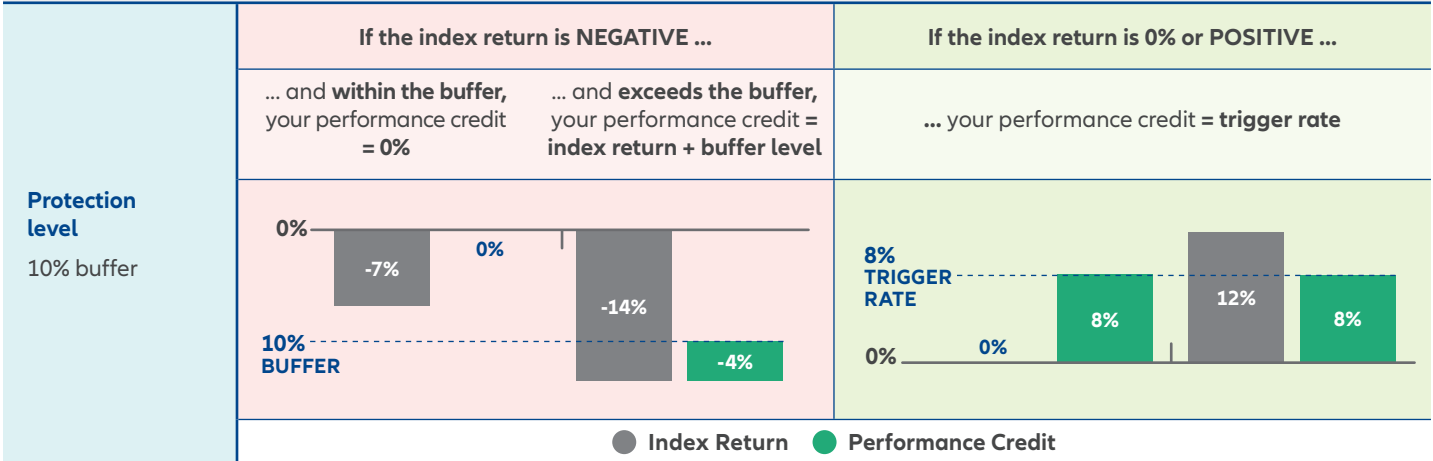 If the index return is NEGATIVE ...
If the index return is 0% or POSITIVE ...
... and within the buffer,
your performance credit
= 0%
... and exceeds the buffer,
your performance credit =
index return + buffer level
... your performance credit = trigger rate
Protection
level
10% buffer
0%
-7%
0%
-14%
10%
BUFFER
-4%
8%
TRIGGER
RATE
0%
0%
8%
12%
8%
Index Return
Performance Credit